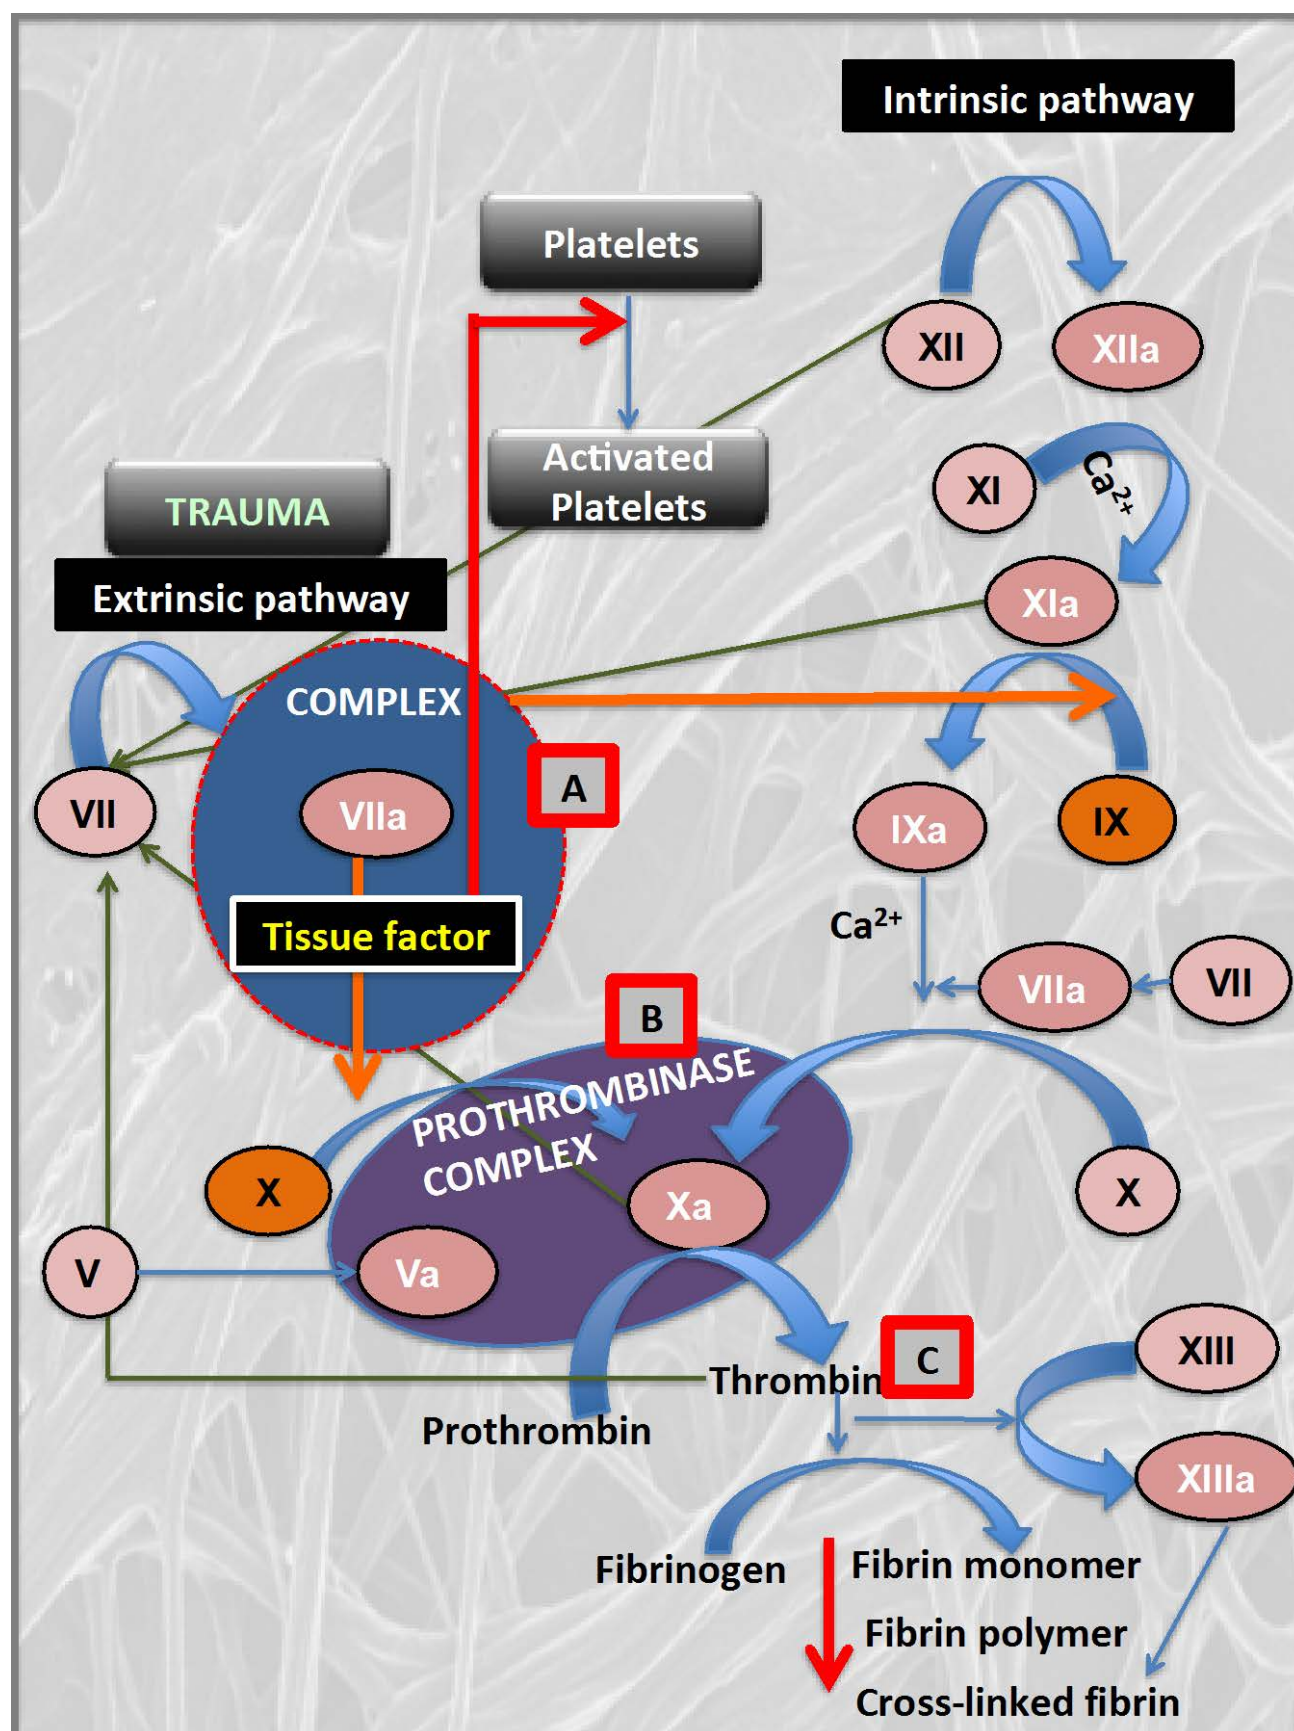 Intrinsic pathway
Platelets
XII
XIIa
Activated
Platelets
XI
Ca2+
TRAUMA
Extrinsic pathway
XIa
COMPLEX
A
VII
VIIa
IXa
IX
Tissue factor
Ca2+
VIIa
VII
B
PROTHROMBINASE
COMPLEX
X
Xa
X
V
Va
Thrombin
C
XIII
Prothrombin
XIIIa
Fibrinogen
Fibrin monomer
Fibrin polymer
Cross-linked fibrin